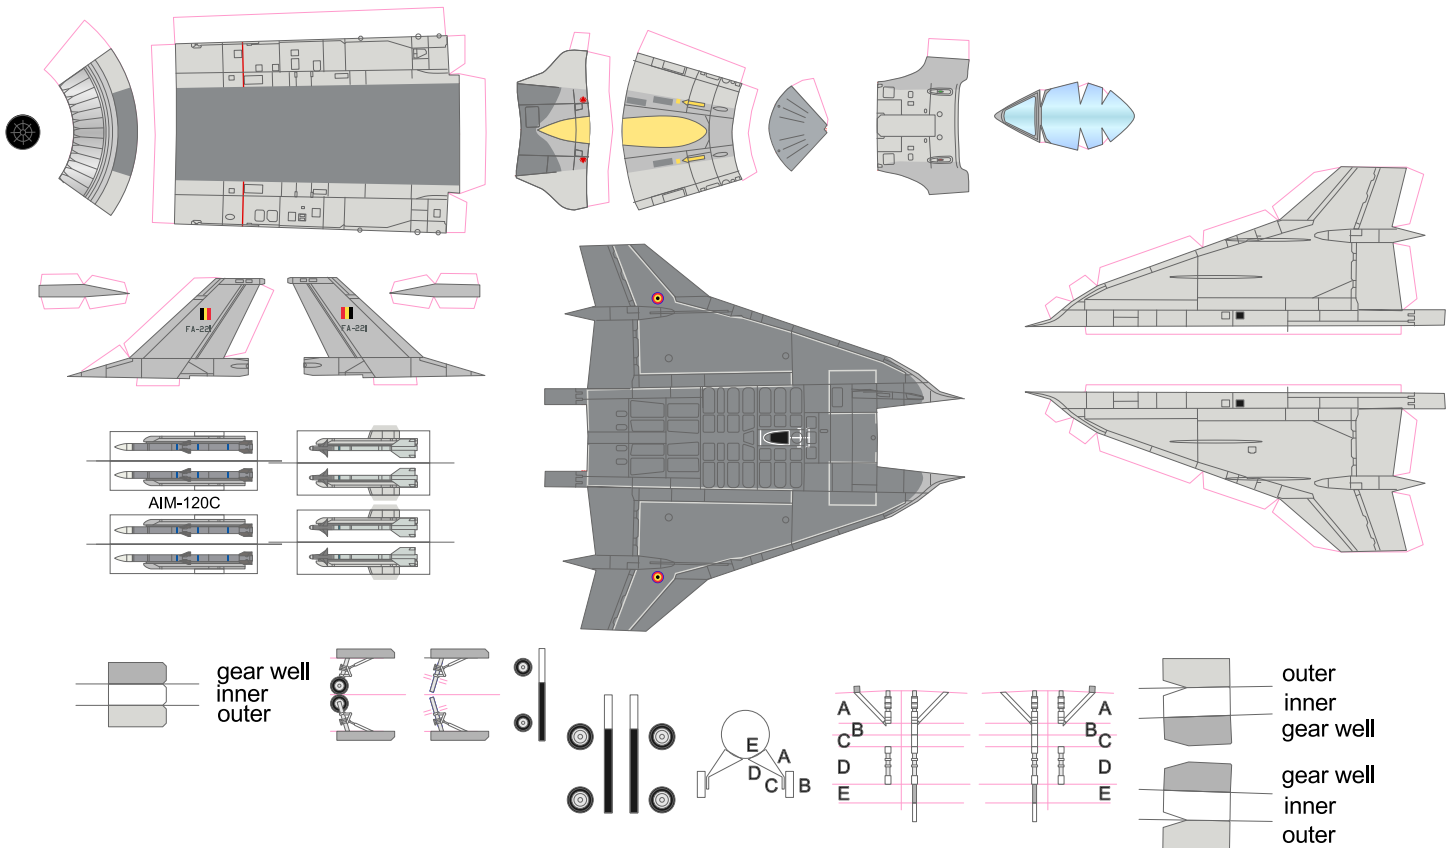 FA-221
FA-221
AIM-120C
gear well
inner
outer
A
B
C
D
E
A
B
C
D
E
A
B
C
D
E
outer
inner
gear well
gear well
inner
outer